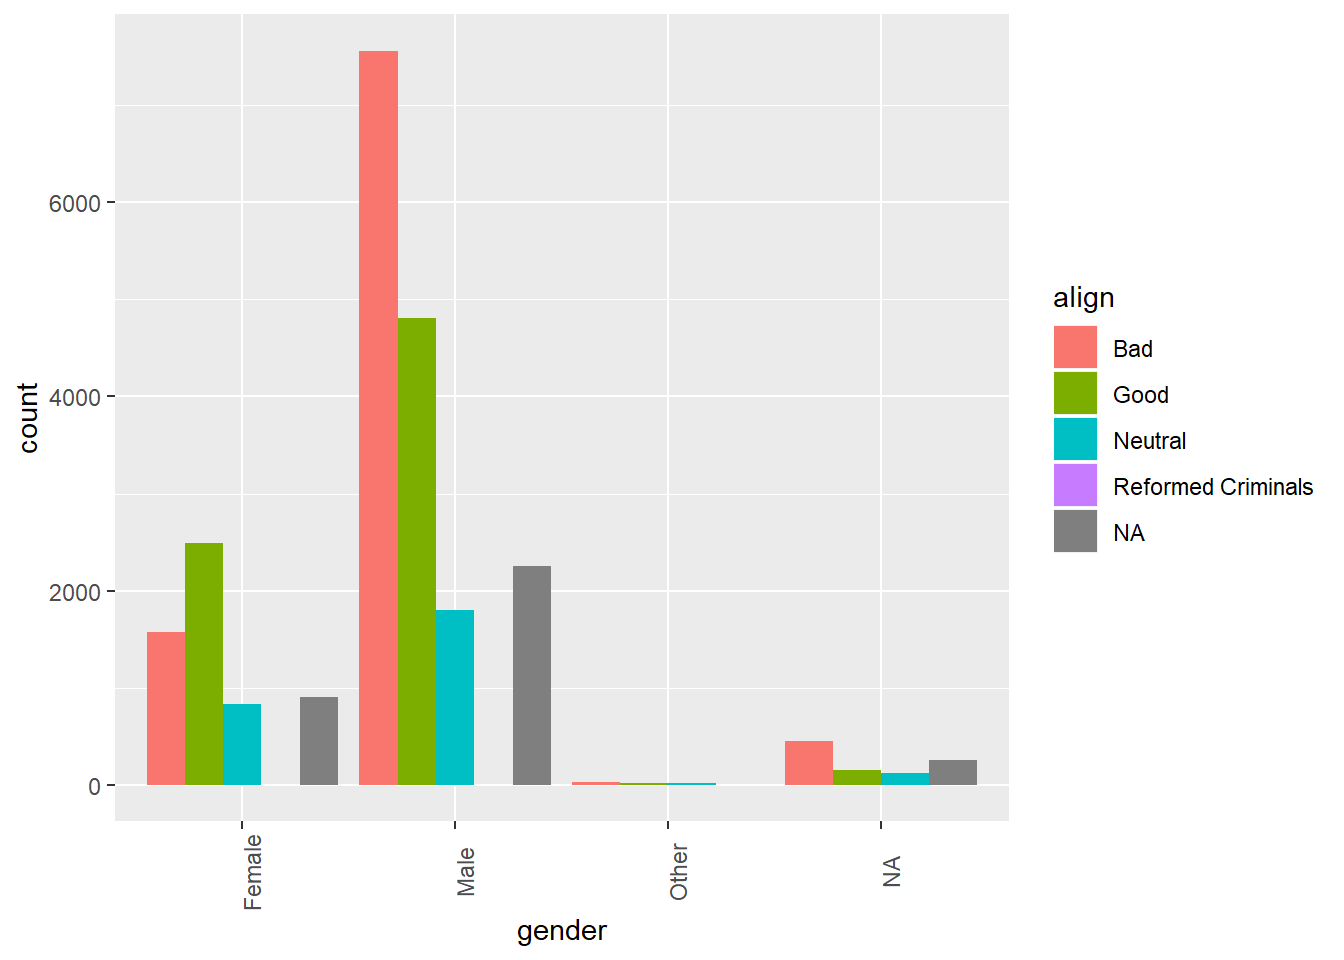 6000
4000
2000
0
count
Female
Male
Other
NA
gender
align
Bad
Good
Neutral
Reformed Criminals
NA